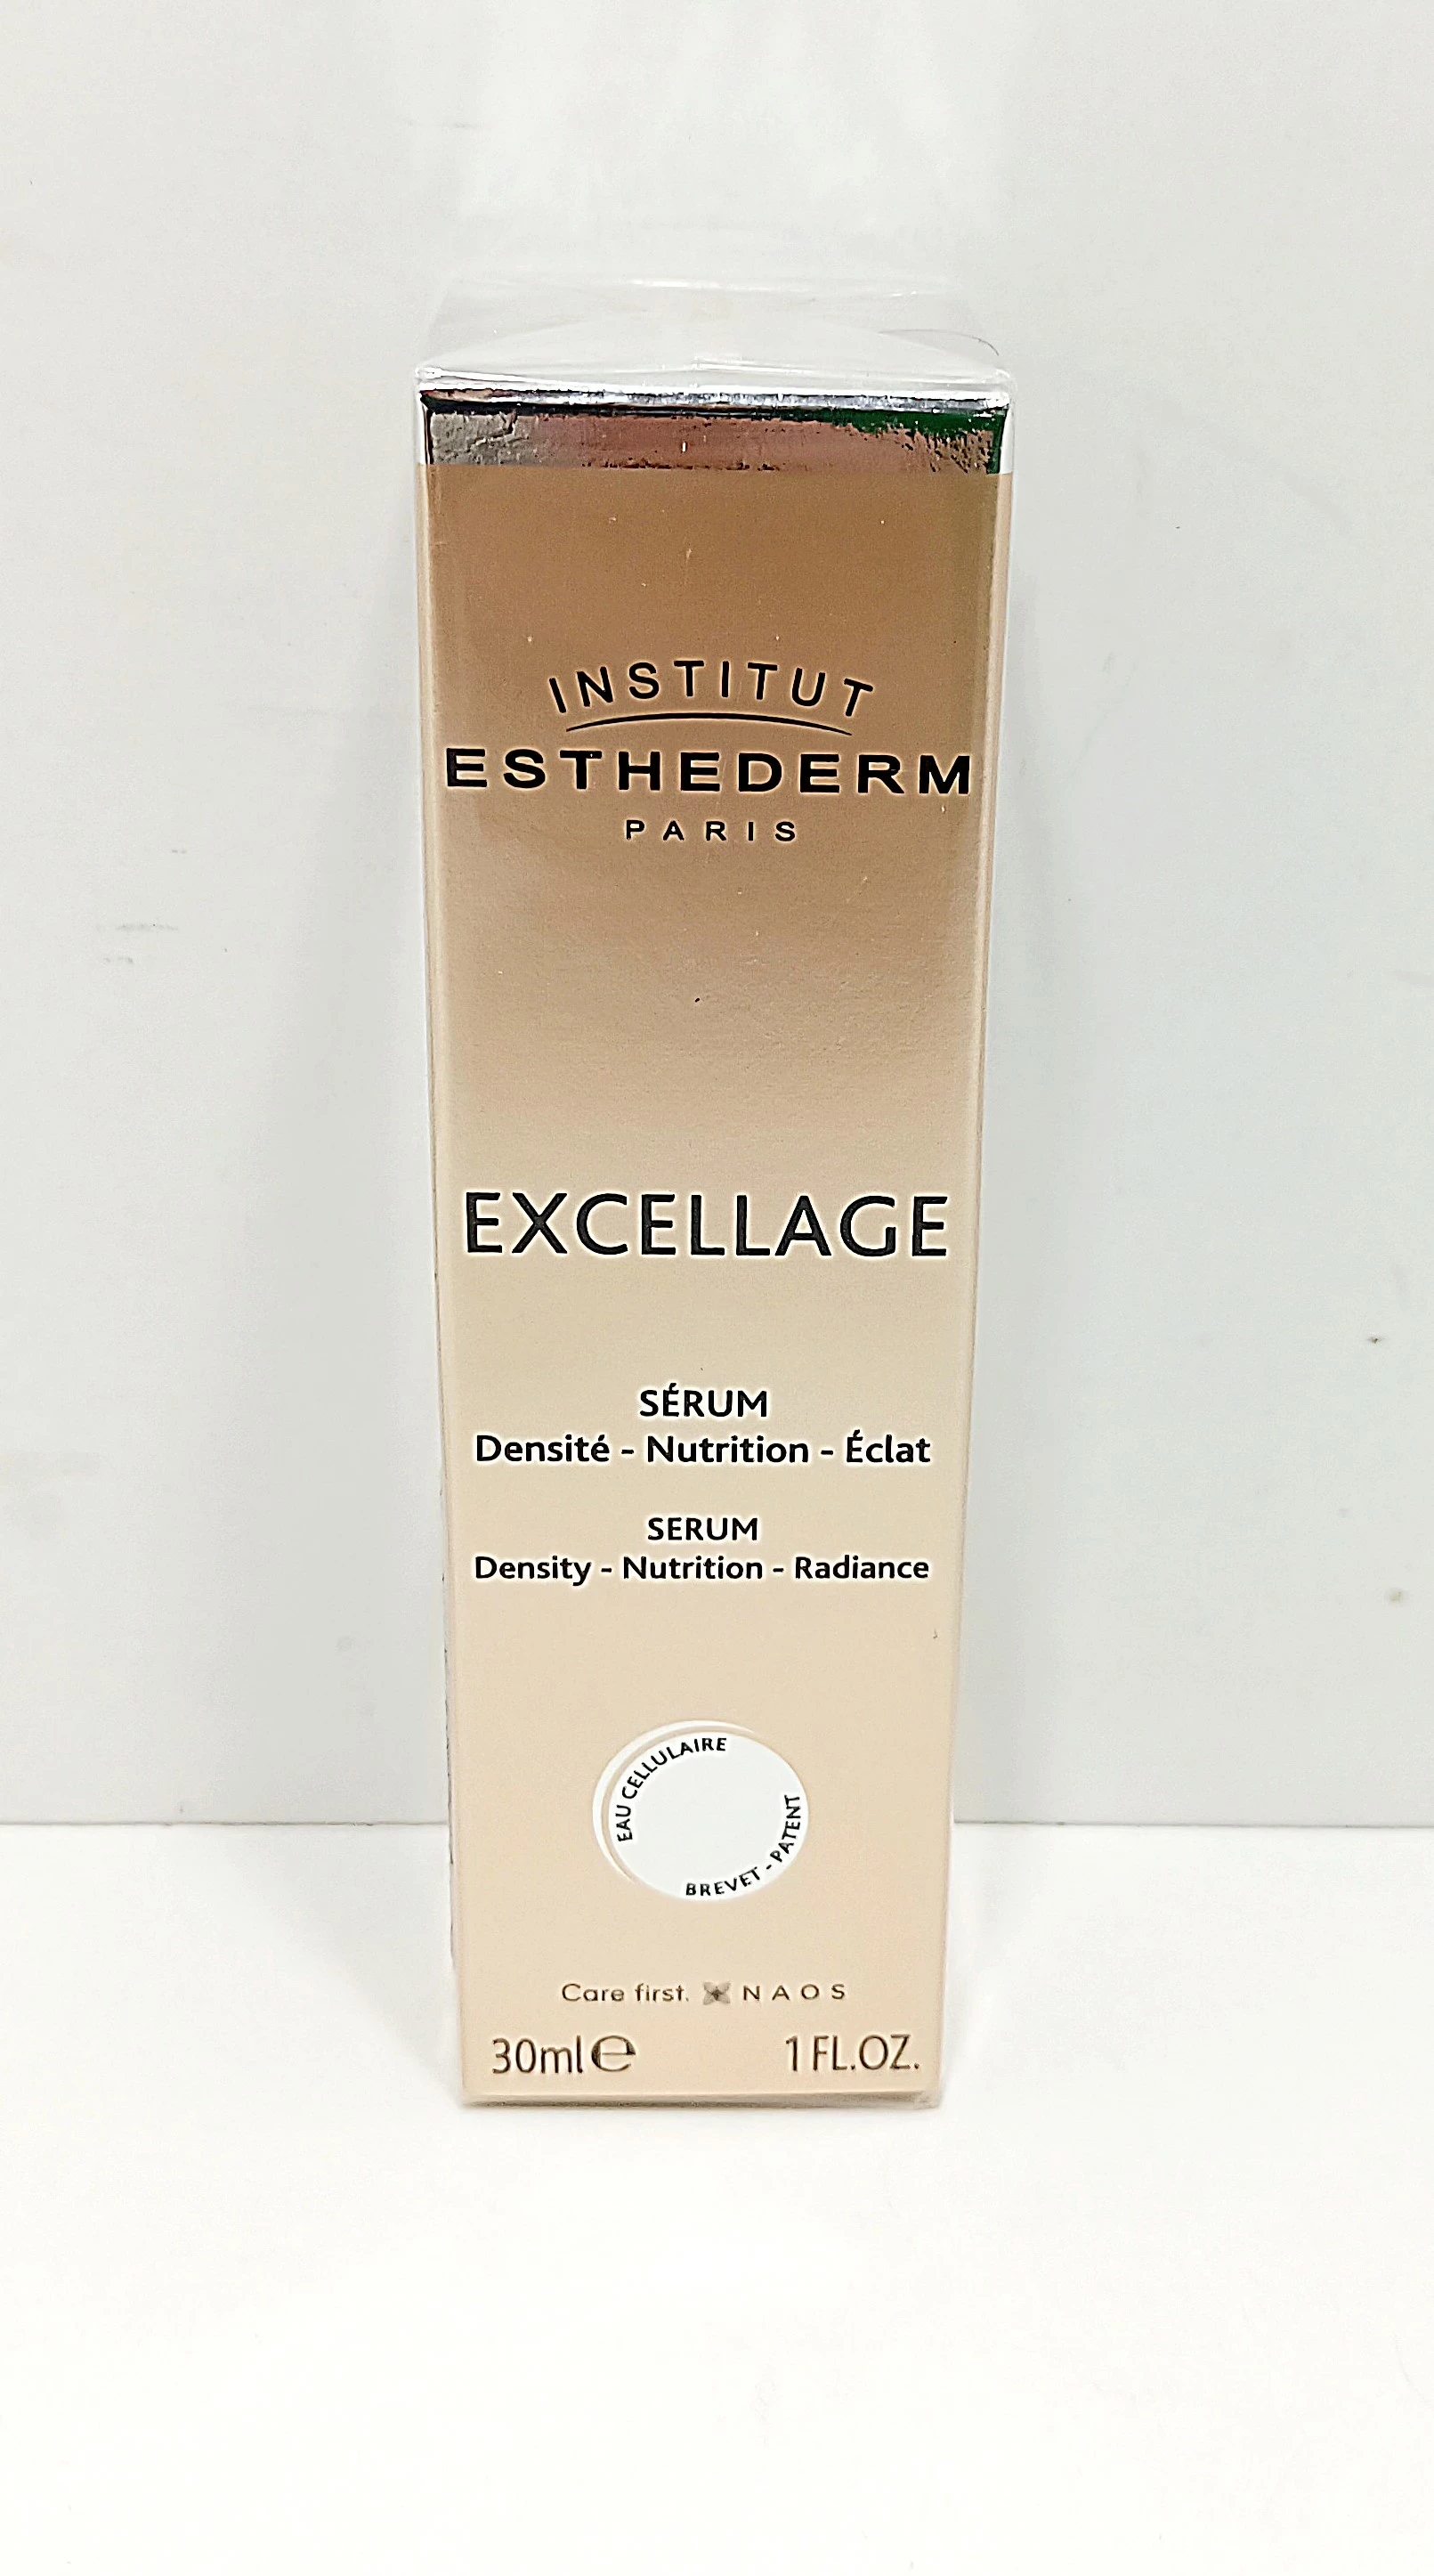 INSTITUT
ESTHEDERM
PARIS
EXCELLAGE
SÉRUM
Densité - Nutrition - Éclat
SERUM
Density - Nutrition - Radiance
EAU CELLULAIRE
BREVET - PATENT
Care first. NAOS
30ml℮ 1 FL.OZ.